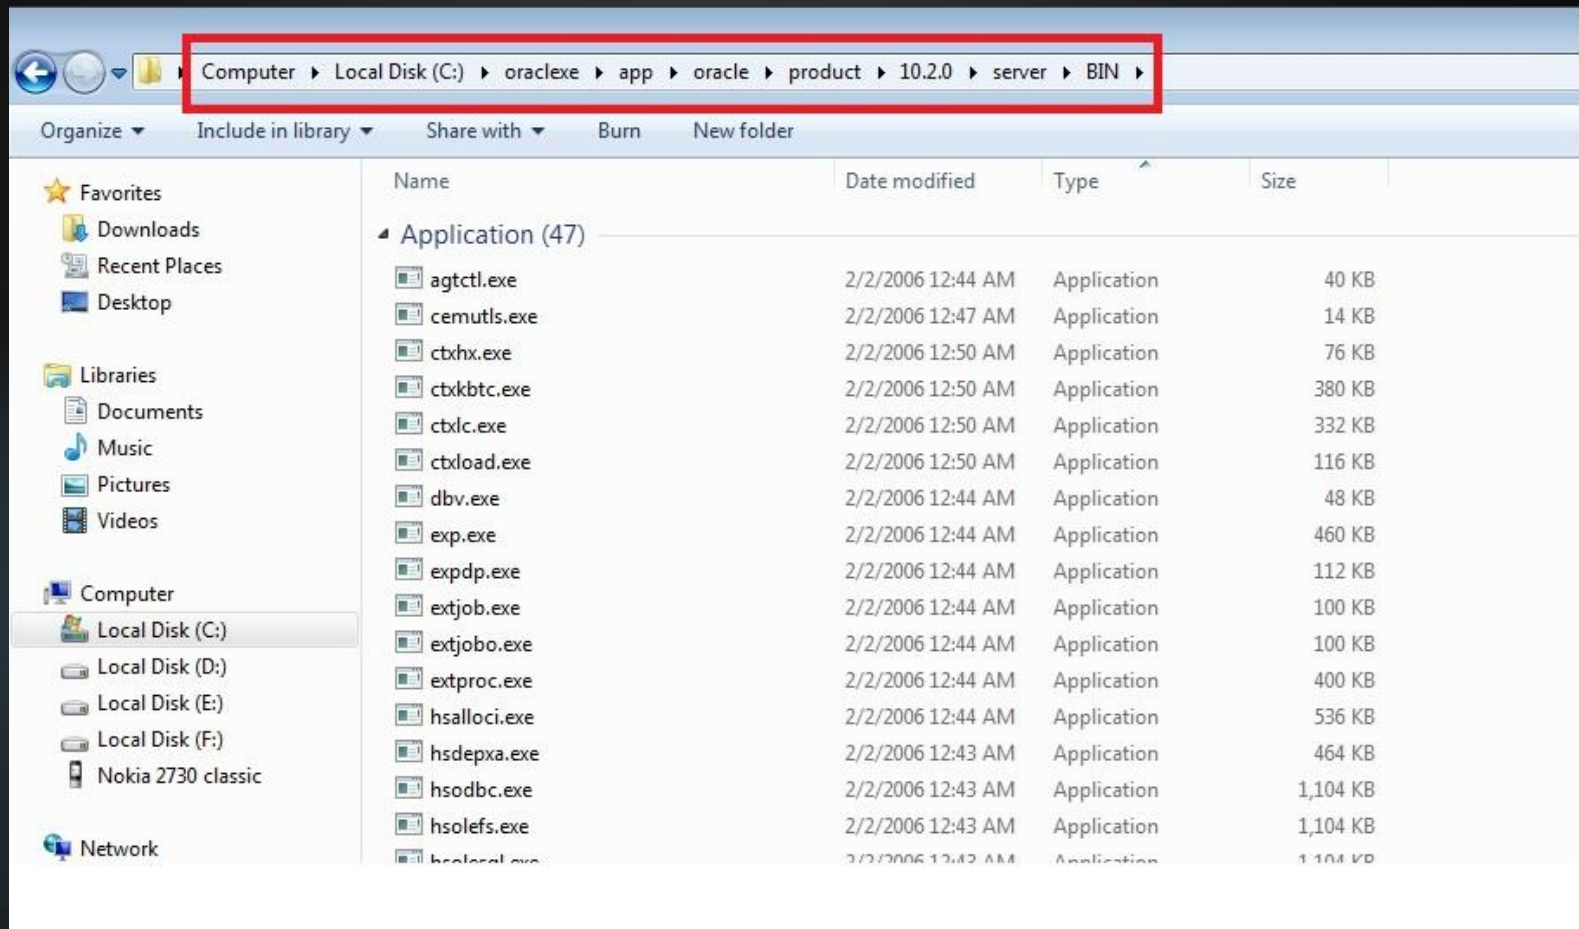 Computer Local Disk (C:) oraclexe app oracle product 10.2.0 server BIN
Organize Include in library Share with Burn New folder
Favorites
Downloads
Recent Places
Desktop
Libraries
Documents
Music
Pictures
Videos
Computer
Local Disk (C:)
Local Disk (D:)
Local Disk (E:)
Local Disk (F:)
Nokia 2730 classic
Network
Name Date modified Type Size
Application (47)
agtctl.exe 2/2/2006 12:44 AM Application 40 KB
cemutls.exe 2/2/2006 12:47 AM Application 14 KB
ctxhx.exe 2/2/2006 12:50 AM Application 76 KB
ctxkbtc.exe 2/2/2006 12:50 AM Application 380 KB
ctxlc.exe 2/2/2006 12:50 AM Application 332 KB
ctxload.exe 2/2/2006 12:50 AM Application 116 KB
dbv.exe 2/2/2006 12:44 AM Application 48 KB
exp.exe 2/2/2006 12:44 AM Application 460 KB
expdp.exe 2/2/2006 12:44 AM Application 112 KB
extjob.exe 2/2/2006 12:44 AM Application 100 KB
extjobo.exe 2/2/2006 12:44 AM Application 100 KB
extproc.exe 2/2/2006 12:44 AM Application 400 KB
hsalloci.exe 2/2/2006 12:44 AM Application 536 KB
hsdepxa.exe 2/2/2006 12:43 AM Application 464 KB
hsodbc.exe 2/2/2006 12:43 AM Application 1,104 KB
hsolefs.exe 2/2/2006 12:43 AM Application 1,104 KB